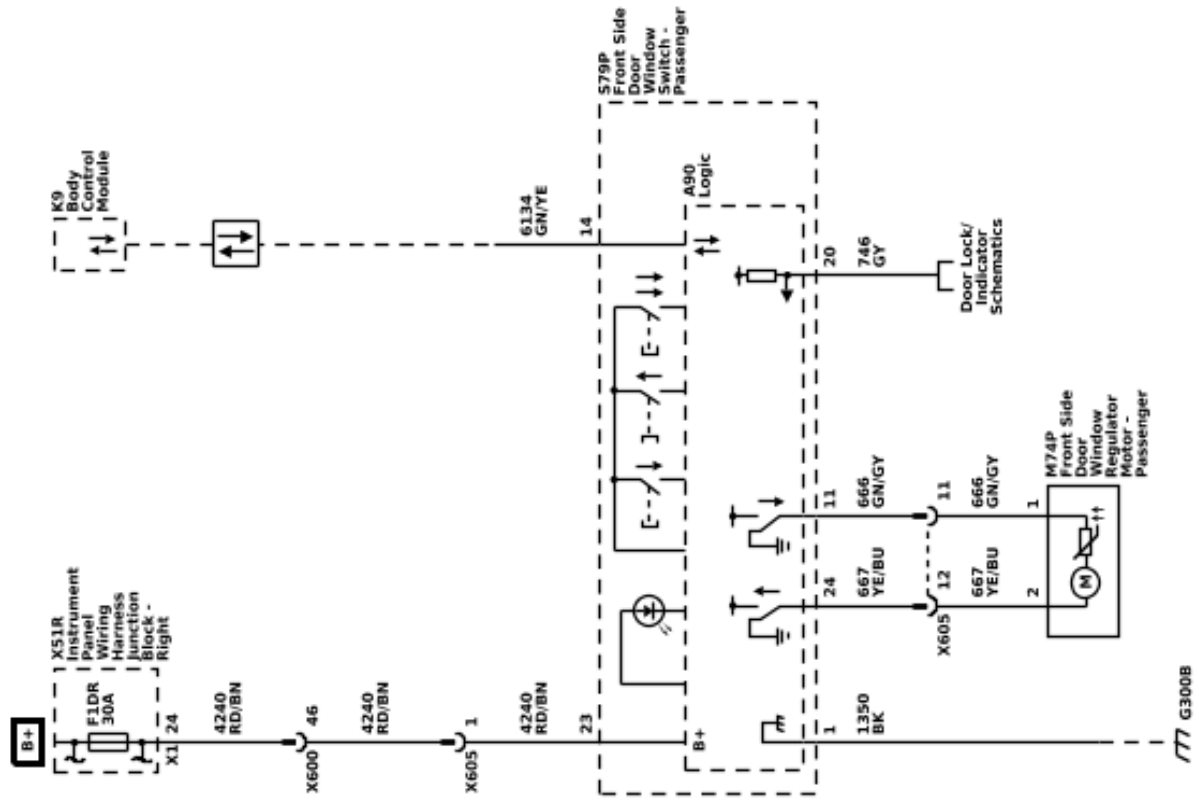 B+
X51R
Instrument
Panel
Wiring
Harness
Junction
Block -
Right
F1DR
30A
X1
24
4240
RD/BN
46
X600
4240
RD/BN
1
X605
4240
RD/BN
23
K9
Body
Control
Module
6134
GN/YE
14
S79P
Front Side
Door
Window
Switch -
Passenger
A90
Logic
B+
1
1350
BK
G300B
24
667
YE/BU
12
X605
667
YE/BU
2
11
666
GN/GY
11
666
GN/GY
1
M74P
Front Side
Door
Window
Regulator
Motor -
Passenger
M
20
746
GY
Door Lock/
Indicator
Schematics